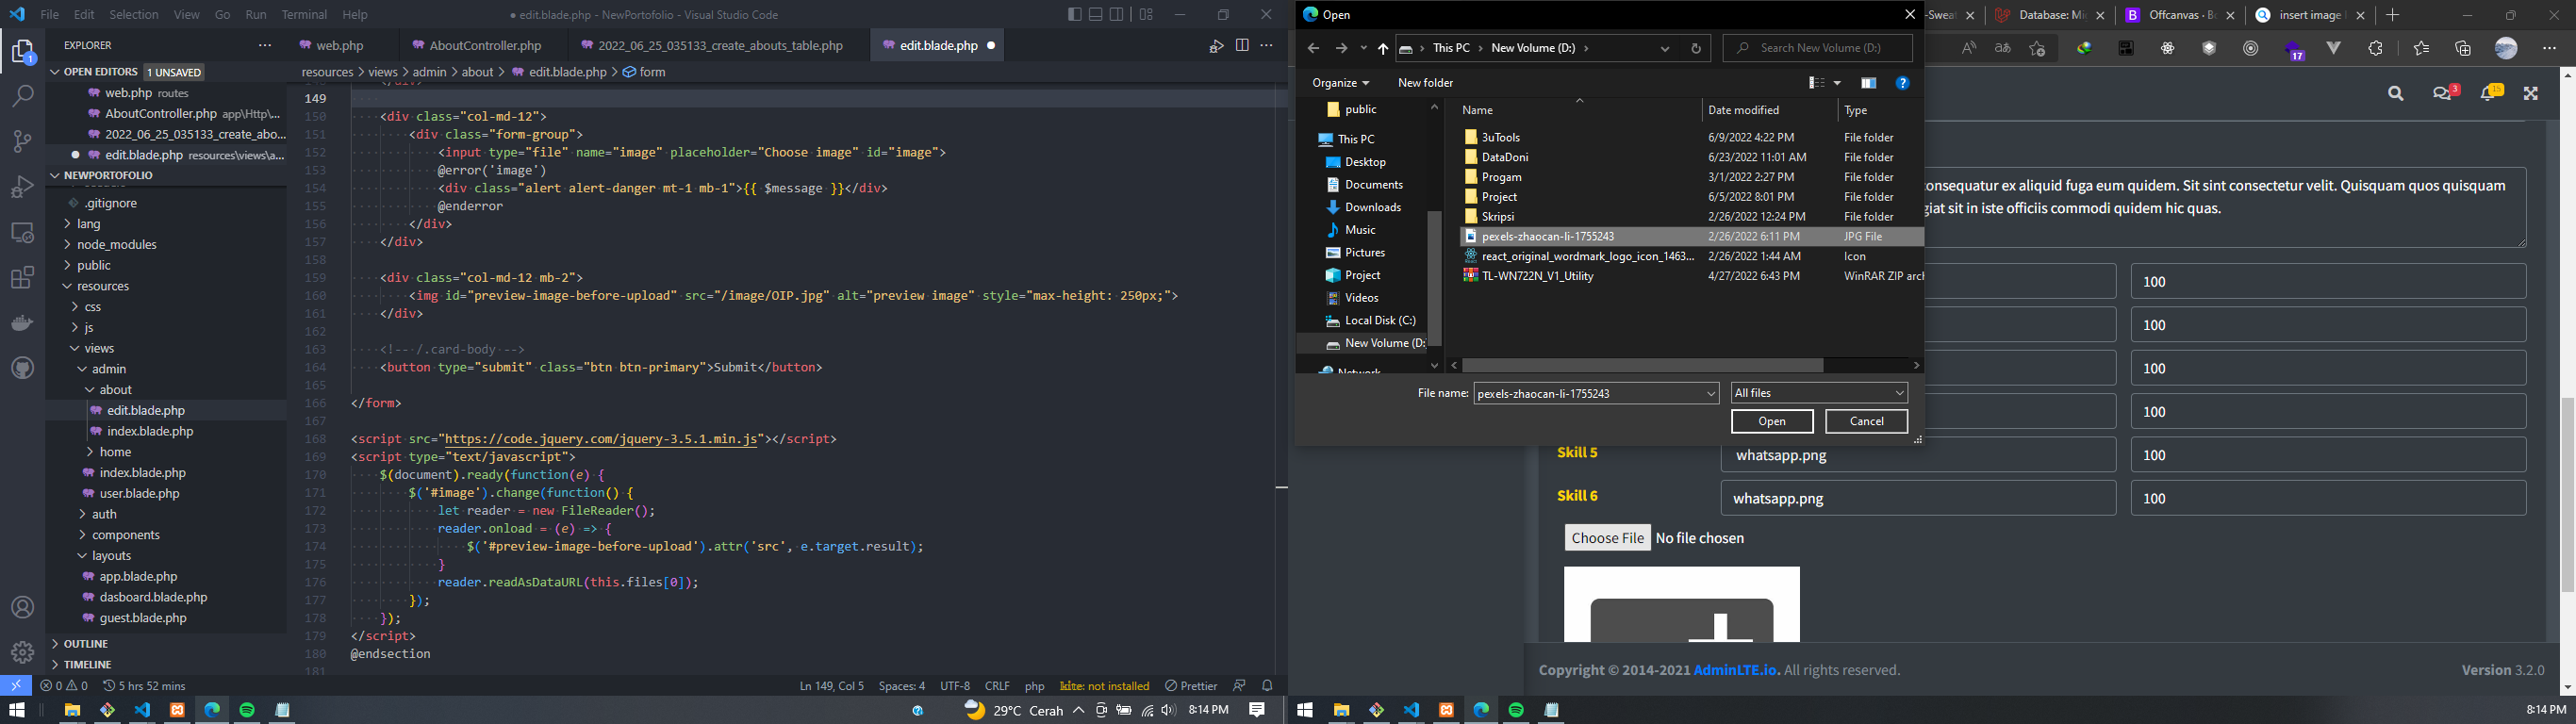 File Edit Selection View Go Run Terminal Help
● edit.blade.php - NewPortofolio - Visual Studio Code
EXPLORER
OPEN EDITORS 1 UNSAVED
web.php routes
AboutController.php app\Http\...
2022_06_25_035133_create_abo...
● edit.blade.php resources\views\a...
NEWPORTOFOLIO
.gitignore
lang
node_modules
public
resources
css
js
views
admin
about
edit.blade.php
index.blade.php
home
index.blade.php
user.blade.php
auth
components
layouts
app.blade.php
dasboard.blade.php
guest.blade.php
OUTLINE
TIMELINE
web.php AboutController.php 2022_06_25_035133_create_abouts_table.php edit.blade.php ●
resources > views > admin > about > edit.blade.php > form
149
150 <div class="col-md-12">
151 <div class="form-group">
152 <input type="file" name="image" placeholder="Choose image" id="image">
153 @error('image')
154 <div class="alert alert-danger mt-1 mb-1">{{ $message }}</div>
155 @enderror
156 </div>
157 </div>
158
159 <div class="col-md-12 mb-2">
160 <img id="preview-image-before-upload" src="/image/OIP.jpg" alt="preview image" style="max-height: 250px;">
161 </div>
162
163 <!-- /.card-body -->
164 <button type="submit" class="btn btn-primary">Submit</button>
165
166 </form>
167
168 <script src="https://code.jquery.com/jquery-3.5.1.min.js"></script>
169 <script type="text/javascript">
170 $(document).ready(function(e) {
171 $('#image').change(function() {
172 let reader = new FileReader();
173 reader.onload = (e) => {
174 $('#preview-image-before-upload').attr('src', e.target.result);
175 }
176 reader.readAsDataURL(this.files[0]);
177 });
178 });
179 </script>
180 @endsection
181
0 0 5 hrs 52 mins
Ln 149, Col 5 Spaces: 4 UTF-8 CRLF php kite: not installed Prettier
29°C Cerah 8:14 PM
Open
This PC > New Volume (D:) >
Search New Volume (D:)
Organize New folder
public
This PC
Desktop
Documents
Downloads
Music
Pictures
Project
Videos
Local Disk (C:)
New Volume (D:
Network
Name Date modified Type
3uTools 6/9/2022 4:22 PM File folder
DataDoni 6/23/2022 11:01 AM File folder
Progam 3/1/2022 2:27 PM File folder
Project 6/5/2022 8:01 PM File folder
Skripsi 2/26/2022 12:24 PM File folder
pexels-zhaocan-li-1755243 2/26/2022 6:11 PM JPG File
react_original_wordmark_logo_icon_1463... 2/26/2022 1:44 AM Icon
TL-WN722N_V1_Utility 4/27/2022 6:43 PM WinRAR ZIP arch
File name: pexels-zhaocan-li-1755243 All files
Open Cancel
-Sweet Database: Mig Offcanvas · Bo insert image
17
3 15
onsequatur ex aliquid fuga eum quidem. Sit sint consectetur velit. Quisquam quos quisquam
giat sit in iste officiis commodi quidem hic quas.
100
100
100
100
Skill 5 whatsapp.png 100
Skill 6 whatsapp.png 100
Choose File No file chosen
Copyright © 2014-2021 AdminLTE.io. All rights reserved.
Version 3.2.0
8:14 PM